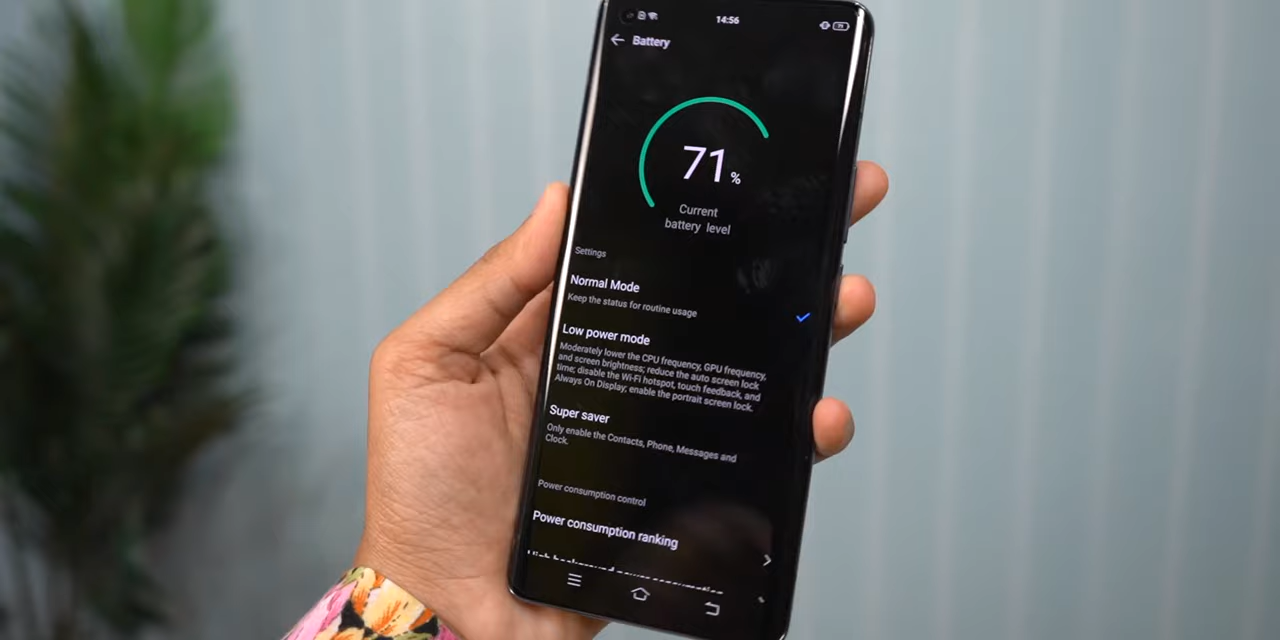 14:56
71
Battery
71 %
Current
battery level
Settings
Normal Mode
Keep the status for routine usage
Low power mode
Moderately lower the CPU frequency, GPU frequency,
and screen brightness; reduce the auto screen lock
time; disable the Wi-Fi hotspot, touch feedback, and
Always On Display; enable the portrait screen lock.
Super saver
Only enable the Contacts, Phone, Messages and
Clock.
Power consumption control
Power consumption ranking